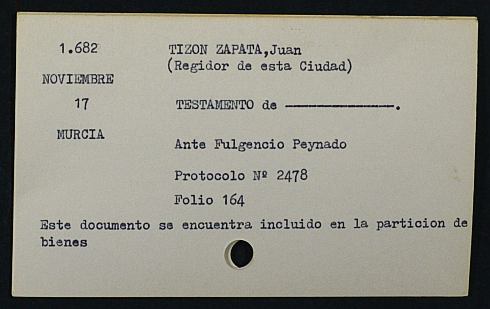 1.682 TIZON ZAPATA,Juan
(Regidor de esta Ciudad)
NOVIEMBRE
17 TESTAMENTO de ———————.
MURCIA
Ante Fulgencio Peynado
Protocolo Nº 2478
Folio 164
Este documento se encuentra incluido en la particion de
bienes